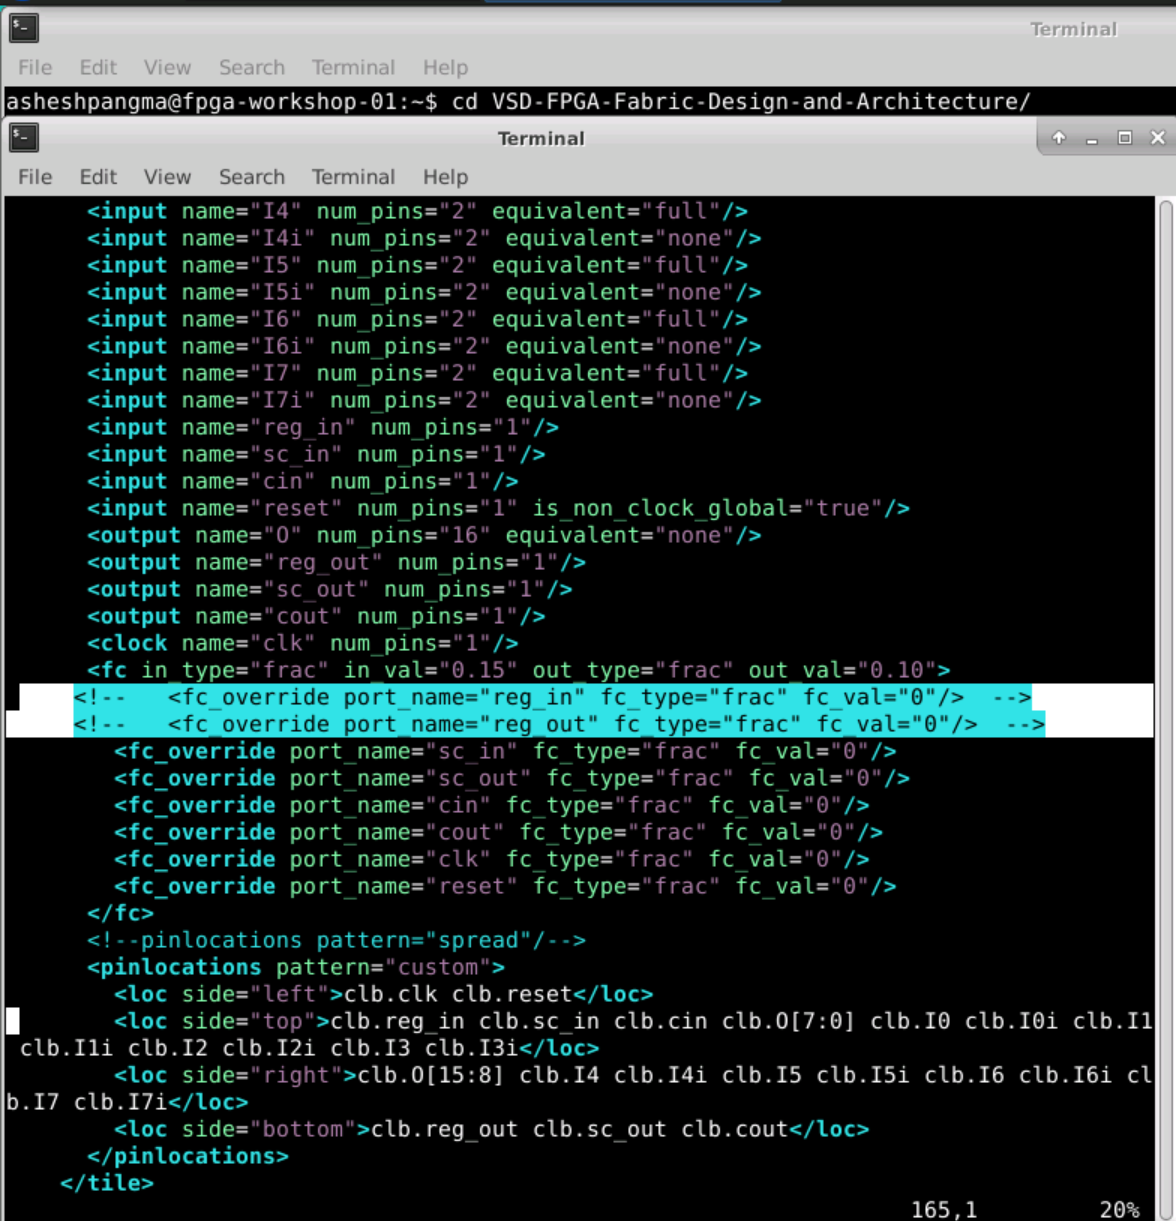 Terminal
File Edit View Search Terminal Help
asheshpangma@fpga-workshop-01:~$ cd VSD-FPGA-Fabric-Design-and-Architecture/
Terminal
File Edit View Search Terminal Help
<input name="I4" num_pins="2" equivalent="full"/>
<input name="I4i" num_pins="2" equivalent="none"/>
<input name="I5" num_pins="2" equivalent="full"/>
<input name="I5i" num_pins="2" equivalent="none"/>
<input name="I6" num_pins="2" equivalent="full"/>
<input name="I6i" num_pins="2" equivalent="none"/>
<input name="I7" num_pins="2" equivalent="full"/>
<input name="I7i" num_pins="2" equivalent="none"/>
<input name="reg_in" num_pins="1"/>
<input name="sc_in" num_pins="1"/>
<input name="cin" num_pins="1"/>
<input name="reset" num_pins="1" is_non_clock_global="true"/>
<output name="O" num_pins="16" equivalent="none"/>
<output name="reg_out" num_pins="1"/>
<output name="sc_out" num_pins="1"/>
<output name="cout" num_pins="1"/>
<clock name="clk" num_pins="1"/>
<fc in_type="frac" in_val="0.15" out_type="frac" out_val="0.10">
<!--   <fc_override port_name="reg_in" fc_type="frac" fc_val="0"/>  -->
<!--   <fc_override port_name="reg_out" fc_type="frac" fc_val="0"/>  -->
<fc_override port_name="sc_in" fc_type="frac" fc_val="0"/>
<fc_override port_name="sc_out" fc_type="frac" fc_val="0"/>
<fc_override port_name="cin" fc_type="frac" fc_val="0"/>
<fc_override port_name="cout" fc_type="frac" fc_val="0"/>
<fc_override port_name="clk" fc_type="frac" fc_val="0"/>
<fc_override port_name="reset" fc_type="frac" fc_val="0"/>
</fc>
<!--pinlocations pattern="spread"/-->
<pinlocations pattern="custom">
<loc side="left">clb.clk clb.reset</loc>
<loc side="top">clb.reg_in clb.sc_in clb.cin clb.O[7:0] clb.I0 clb.I0i clb.I1
clb.I1i clb.I2 clb.I2i clb.I3 clb.I3i</loc>
<loc side="right">clb.O[15:8] clb.I4 clb.I4i clb.I5 clb.I5i clb.I6 clb.I6i cl
b.I7 clb.I7i</loc>
<loc side="bottom">clb.reg_out clb.sc_out clb.cout</loc>
</pinlocations>
</tile>
165,1 20%